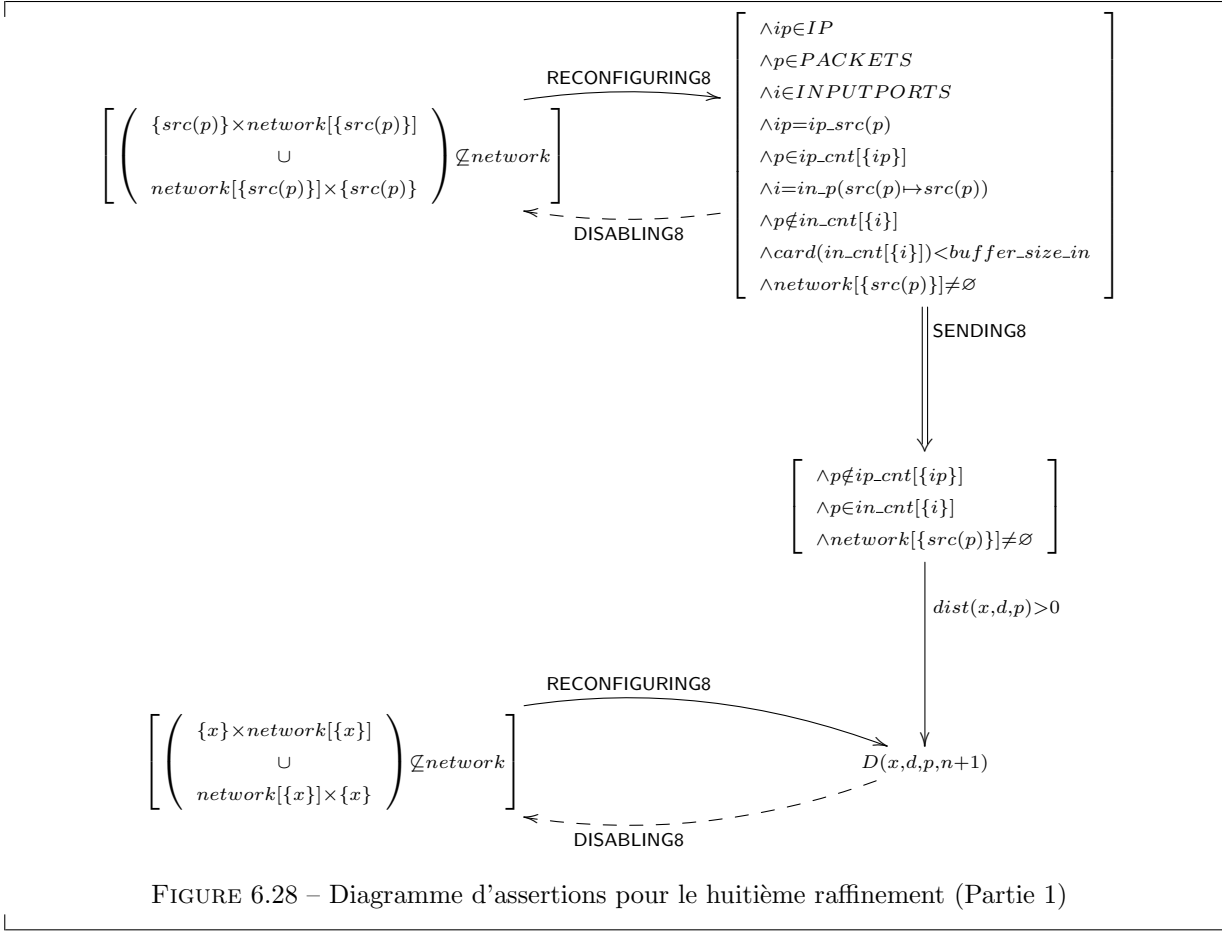 ∧ip∈IP
∧p∈PACKETS
∧i∈INPUTPORTS
∧ip=ip_src(p)
∧p∈ip_cnt[{ip}]
∧i=in_p(src(p)↦src(p))
∧p∉in_cnt[{i}]
∧card(in_cnt[{i}])<buffer_size_in
∧network[{src(p)}]≠∅
RECONFIGURING8
{src(p)}×network[{src(p)}]
∪
network[{src(p)}]×{src(p)}
⊈network
DISABLING8
SENDING8
∧p∉ip_cnt[{ip}]
∧p∈in_cnt[{i}]
∧network[{src(p)}]≠∅
dist(x,d,p)>0
RECONFIGURING8
{x}×network[{x}]
∪
network[{x}]×{x}
⊈network
D(x,d,p,n+1)
DISABLING8
FIGURE 6.28 – Diagramme d'assertions pour le huitième raffinement (Partie 1)